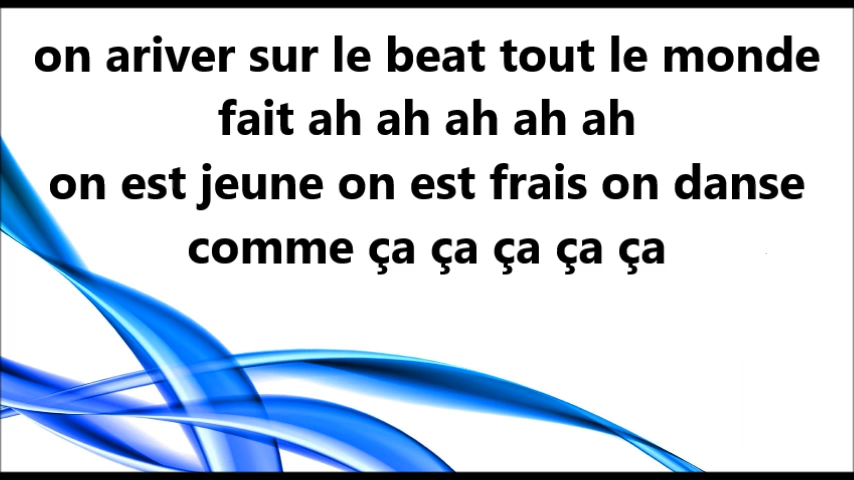 on ariver sur le beat tout le monde
fait ah ah ah ah ah
on est jeune on est frais on danse
comme ça ça ça ça ça